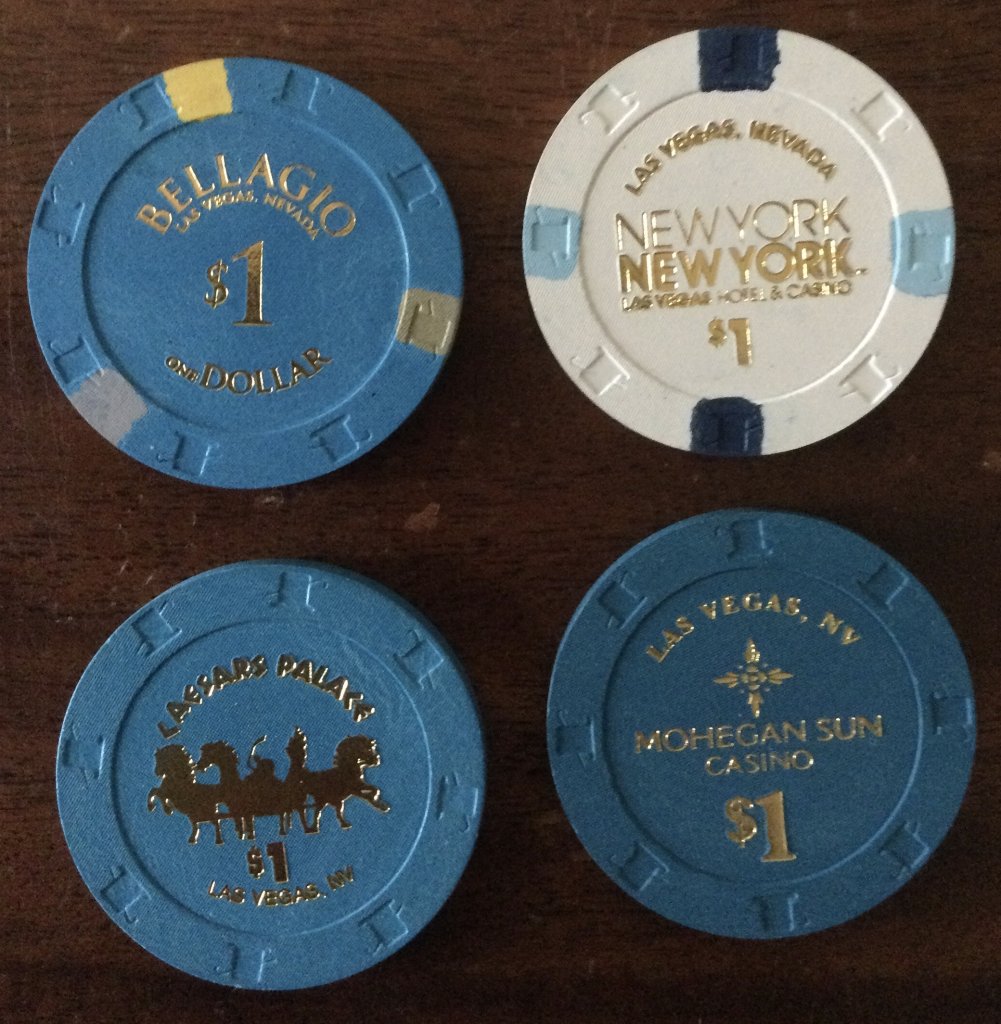 BELLAGIO
LAS VEGAS, NEVADA
$1
ONE DOLLAR
LAS VEGAS, NEVADA
NEW YORK
NEW YORK
LAS VEGAS HOTEL & CASINO
$1
CAESARS PALACE
$1
LAS VEGAS, NV
LAS VEGAS, NV
MOHEGAN SUN
CASINO
$1